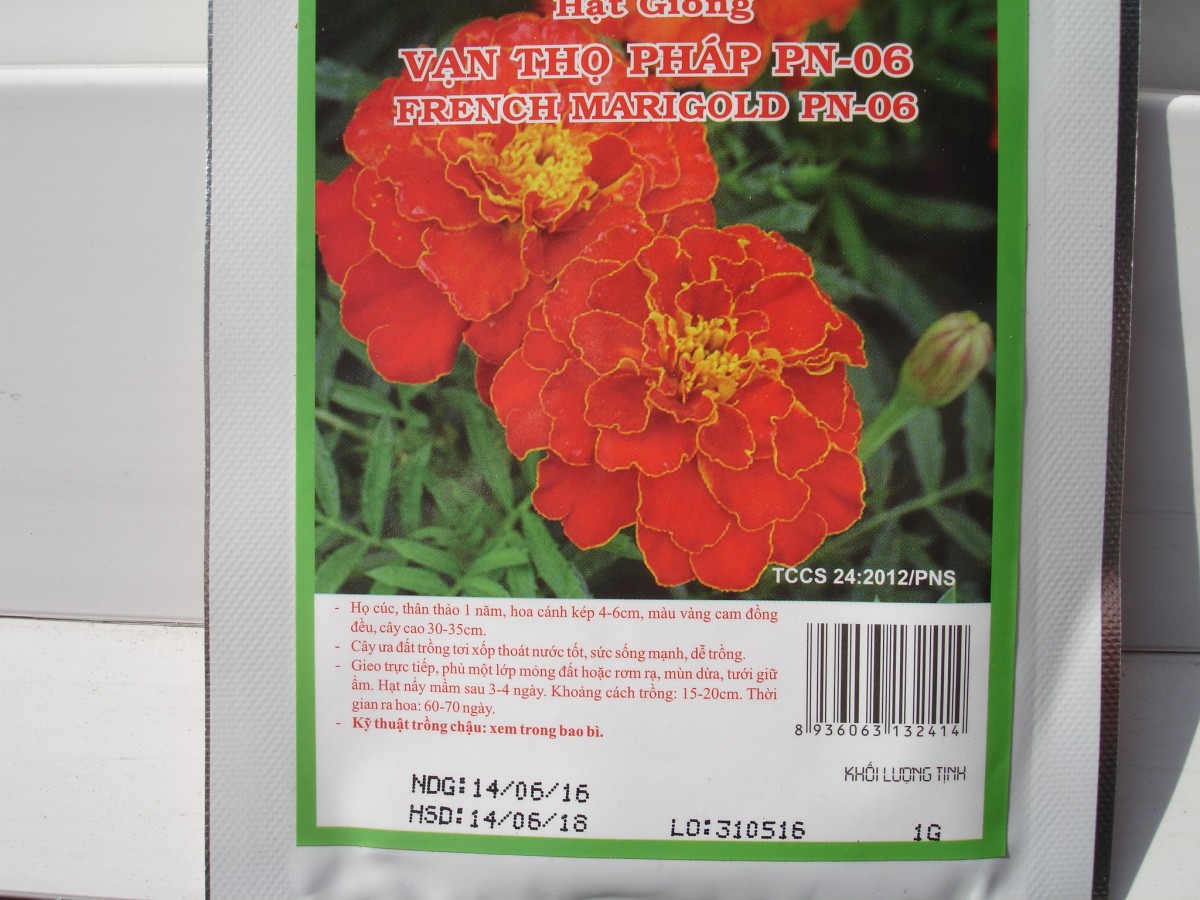 Hạt Giống
VẠN THỌ PHÁP PN-06
FRENCH MARIGOLD PN-06
TCCS 24:2012/PNS
- Họ cúc, thân thảo 1 năm, hoa cánh kép 4-6cm, màu vàng cam đồng
đều, cây cao 30-35cm.
- Cây ưa đất trồng tơi xốp thoát nước tốt, sức sống mạnh, dễ trồng.
- Gieo trực tiếp, phủ một lớp mỏng đất hoặc rơm rạ, mùn dừa, tưới giữ
ẩm. Hạt nẩy mầm sau 3-4 ngày. Khoảng cách trồng: 15-20cm. Thời
gian ra hoa: 60-70 ngày.
- Kỹ thuật trồng chậu: xem trong bao bì.
8 936063 132414
KHỐI LƯỢNG TỊNH
NDG:14/06/16
HSD:14/06/18
LO:310516
1G